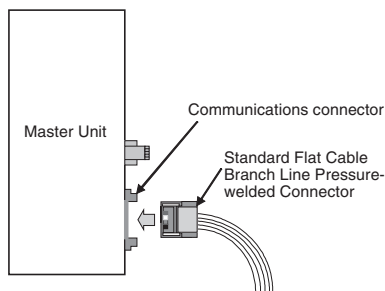 Communications connector
Master Unit
Standard Flat Cable
Branch Line Pressure-
welded Connector